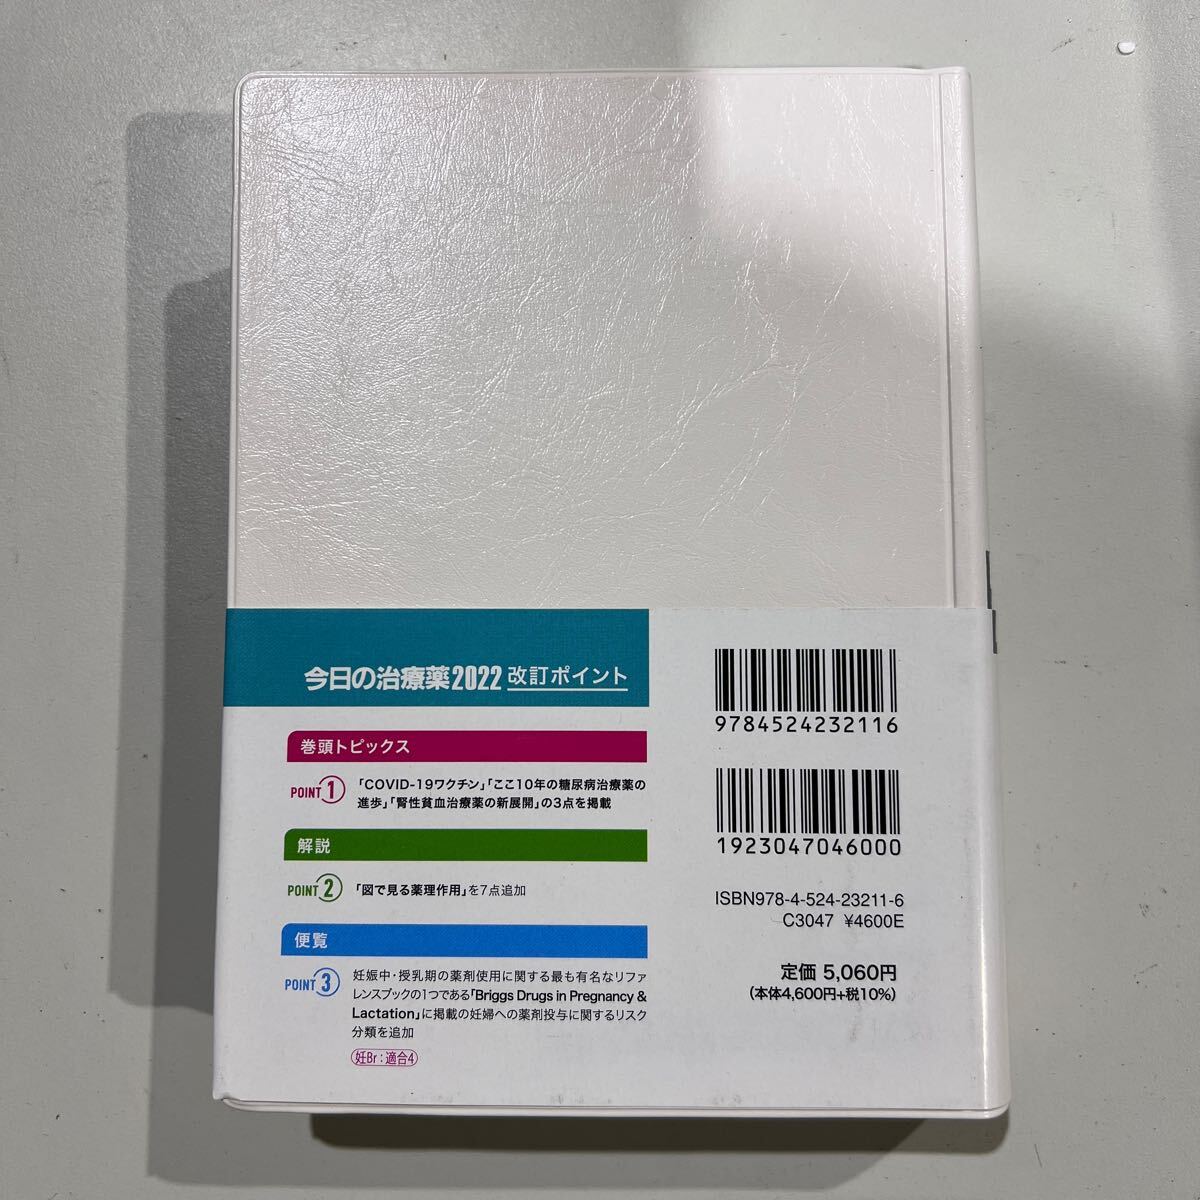 今日の治療薬2022 改訂ポイント
巻頭トピックス
POINT 1
「COVID-19ワクチン」「ここ10年の糖尿病治療薬の
進歩」「腎性貧血治療薬の新展開」の3点を掲載
解説
POINT 2
「図で見る薬理作用」を7点追加
便覧
POINT 3
妊娠中・授乳期の薬剤使用に関する最も有名なリファ
レンスブックの1つである「Briggs Drugs in Pregnancy &
Lactation」に掲載の妊婦への薬剤投与に関するリスク
分類を追加
妊Br：適合4
9784524232116
1923047046000
ISBN978-4-524-23211-6
C3047 ¥4600E
定価 5,060円
（本体4,600円+税10%）